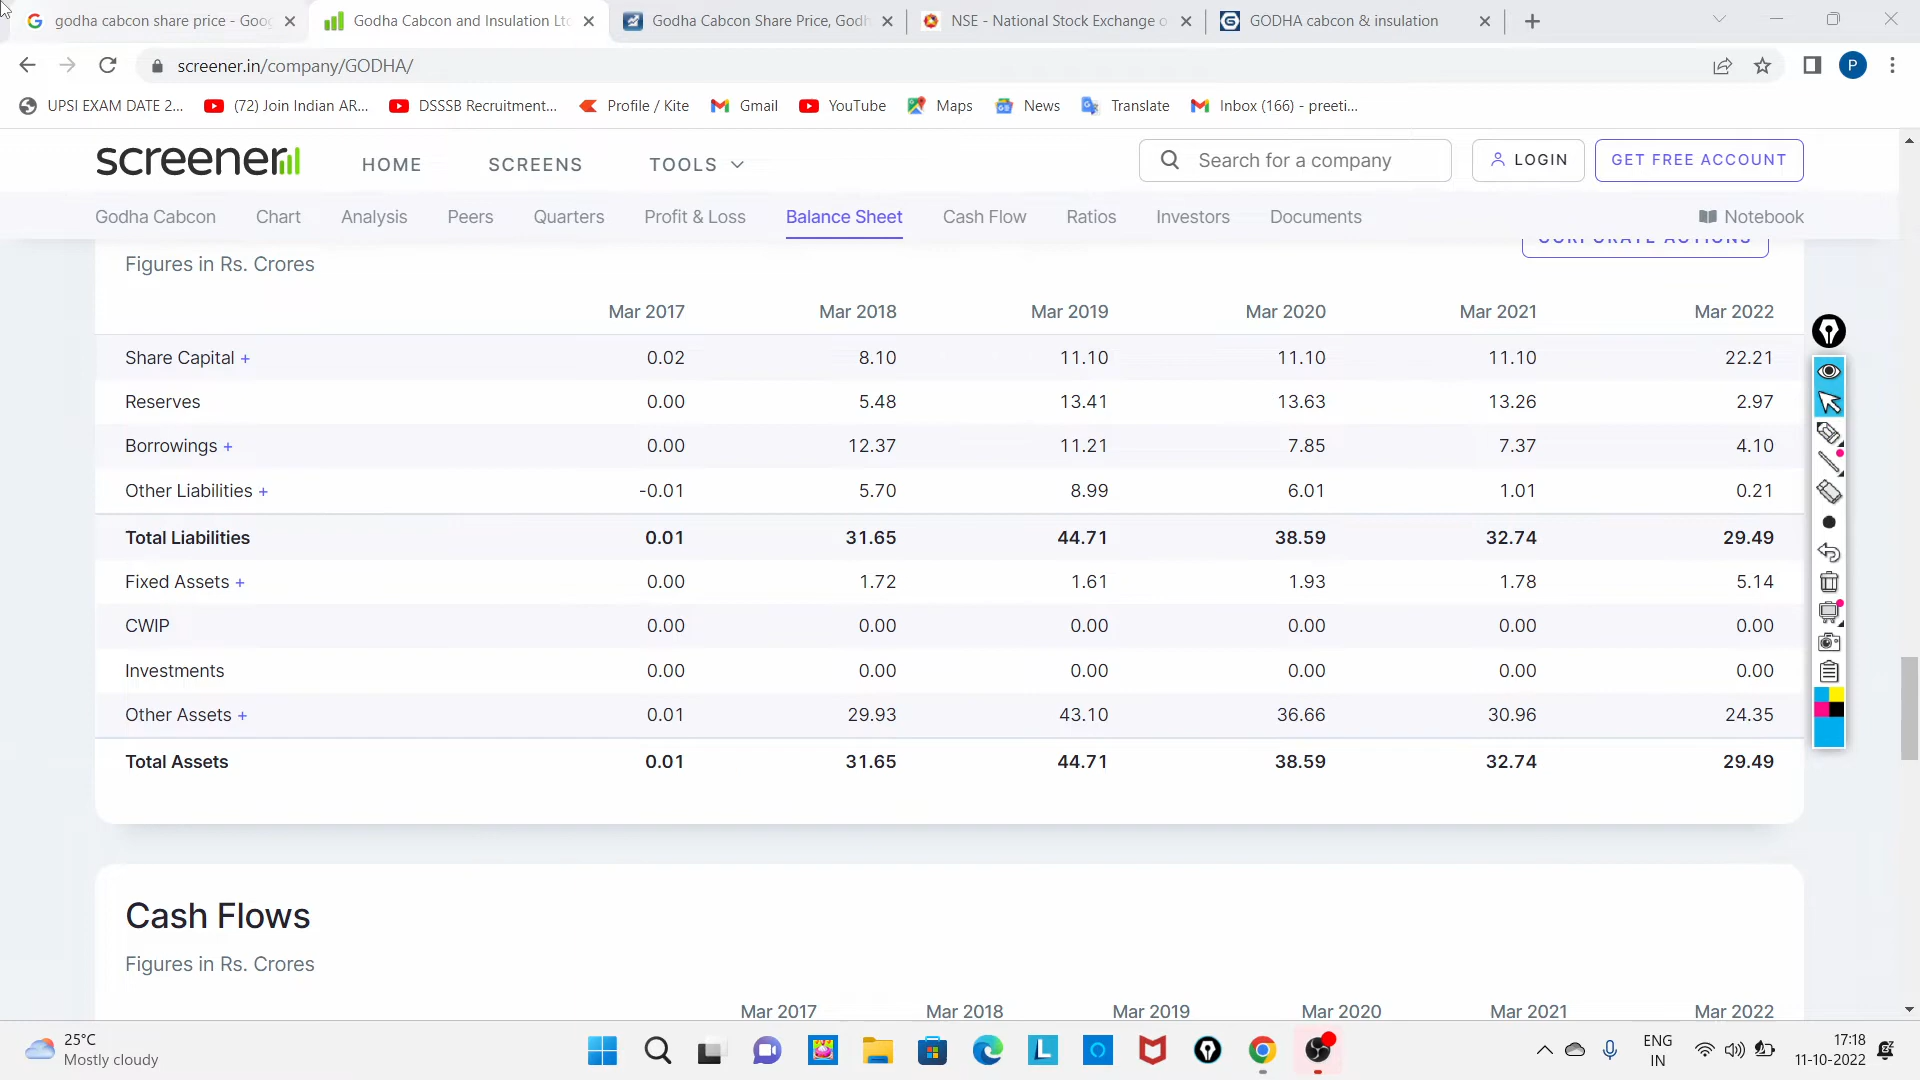 godha cabcon share price - Goog
Godha Cabcon and Insulation Ltd
Godha Cabcon Share Price, Godh
NSE - National Stock Exchange o
GODHA cabcon & insulation
screener.in/company/GODHA/
P
UPSI EXAM DATE 2...
(72) Join Indian AR...
DSSSB Recruitment...
Profile / Kite
Gmail
YouTube
Maps
News
Translate
Inbox (166) - preeti...
screener
HOME
SCREENS
TOOLS
Search for a company
LOGIN
GET FREE ACCOUNT
Godha Cabcon Chart Analysis Peers Quarters Profit & Loss Balance Sheet Cash Flow Ratios Investors Documents Notebook
CORPORATE ACTIONS
Figures in Rs. Crores
Mar 2017 Mar 2018 Mar 2019 Mar 2020 Mar 2021 Mar 2022
Share Capital + 0.02 8.10 11.10 11.10 11.10 22.21
Reserves 0.00 5.48 13.41 13.63 13.26 2.97
Borrowings + 0.00 12.37 11.21 7.85 7.37 4.10
Other Liabilities + -0.01 5.70 8.99 6.01 1.01 0.21
Total Liabilities 0.01 31.65 44.71 38.59 32.74 29.49
Fixed Assets + 0.00 1.72 1.61 1.93 1.78 5.14
CWIP 0.00 0.00 0.00 0.00 0.00 0.00
Investments 0.00 0.00 0.00 0.00 0.00 0.00
Other Assets + 0.01 29.93 43.10 36.66 30.96 24.35
Total Assets 0.01 31.65 44.71 38.59 32.74 29.49
Cash Flows
Figures in Rs. Crores
Mar 2017 Mar 2018 Mar 2019 Mar 2020 Mar 2021 Mar 2022
25°C
Mostly cloudy
ENG
IN
17:18
11-10-2022